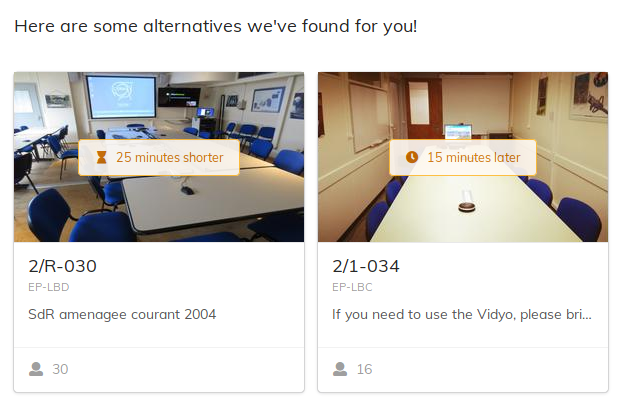 Here are some alternatives we've found for you!
25 minutes shorter
15 minutes later
2/R-030
EP-LBD
SdR amenagee courant 2004
30
2/1-034
EP-LBC
If you need to use the Vidyo, please bri...
16